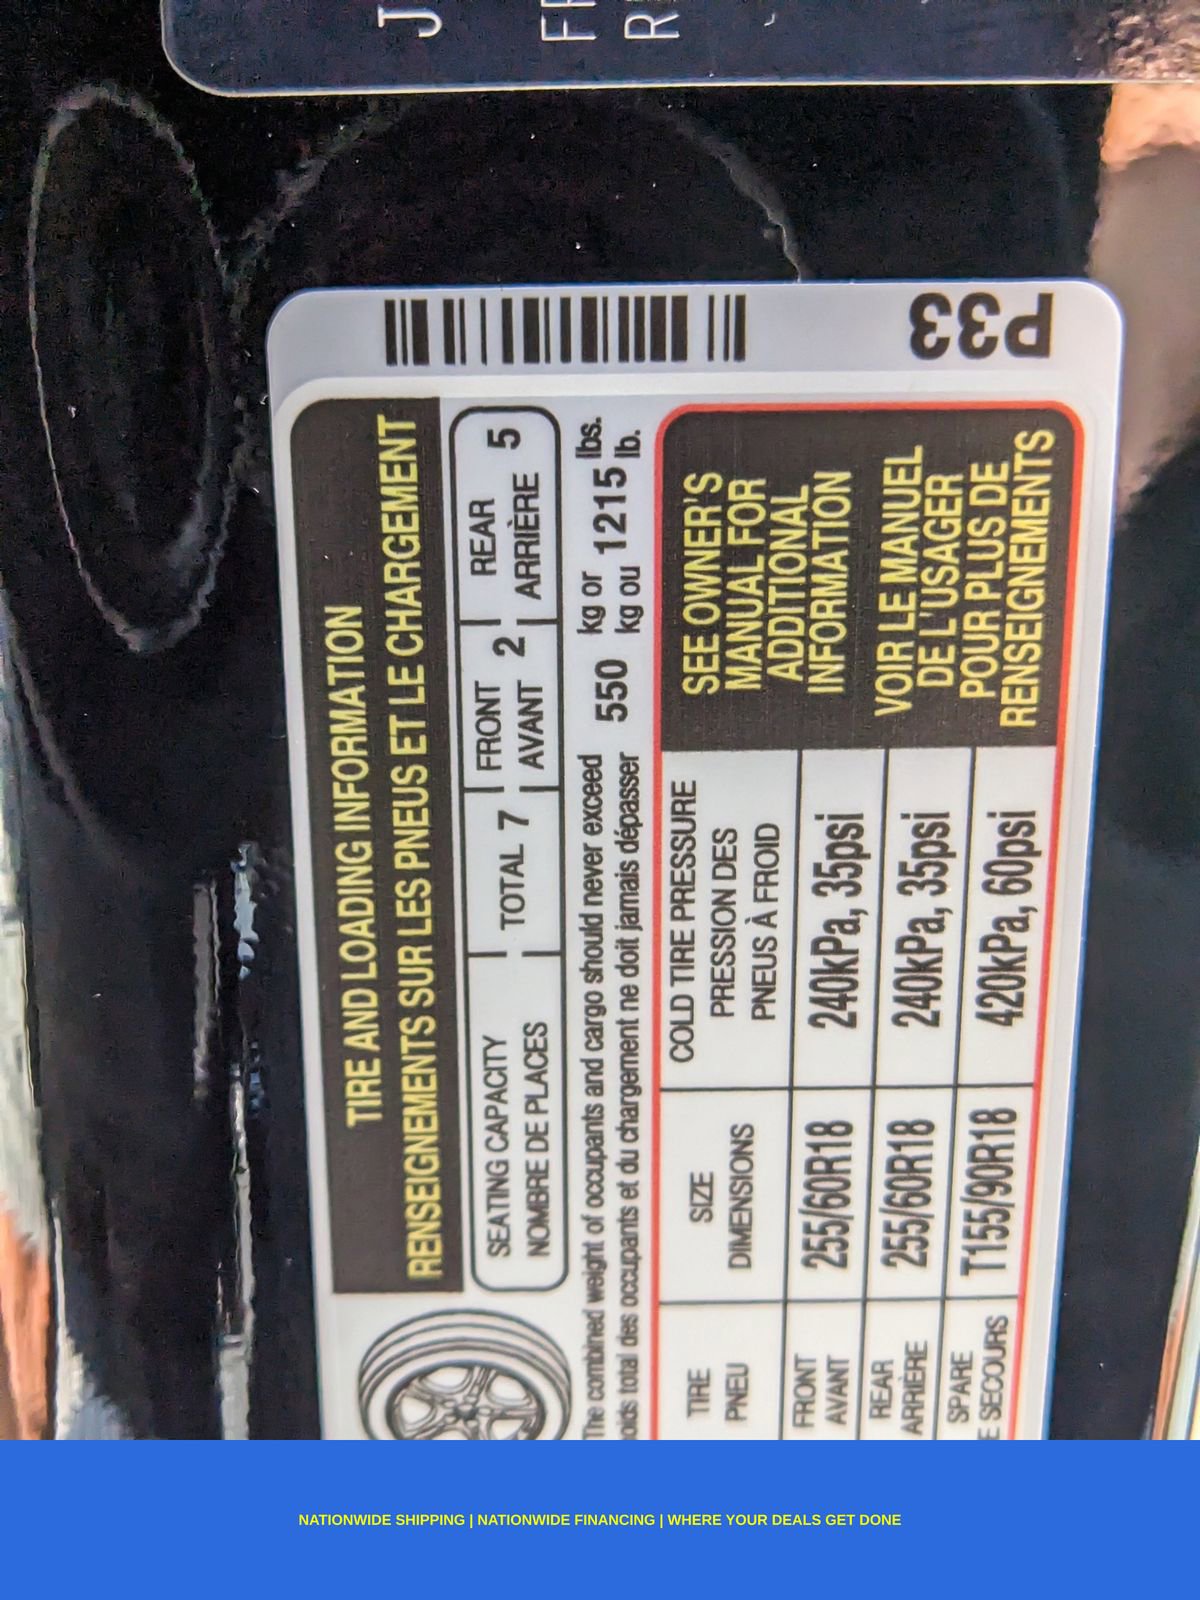 J
FR
R
P33
TIRE AND LOADING INFORMATION
RENSEIGNEMENTS SUR LES PNEUS ET LE CHARGEMENT
SEATING CAPACITY
NOMBRE DE PLACES
TOTAL 7
FRONT
AVANT 2
REAR
ARRIÈRE 5
The combined weight of occupants and cargo should never exceed 550 kg or 1215 lbs.
total des occupants et du chargement ne doit jamais dépasser kg ou lb.
TIRE
PNEU
SIZE
DIMENSIONS
COLD TIRE PRESSURE
PRESSION DES
PNEUS À FROID
FRONT
AVANT
255/60R18
240kPa, 35psi
REAR
ARRIÈRE
255/60R18
240kPa, 35psi
SPARE
E SECOURS
T155/90R18
420kPa, 60psi
SEE OWNER'S
MANUAL FOR
ADDITIONAL
INFORMATION
VOIR LE MANUEL
DE L'USAGER
POUR PLUS DE
RENSEIGNEMENTS
NATIONWIDE SHIPPING | NATIONWIDE FINANCING | WHERE YOUR DEALS GET DONE